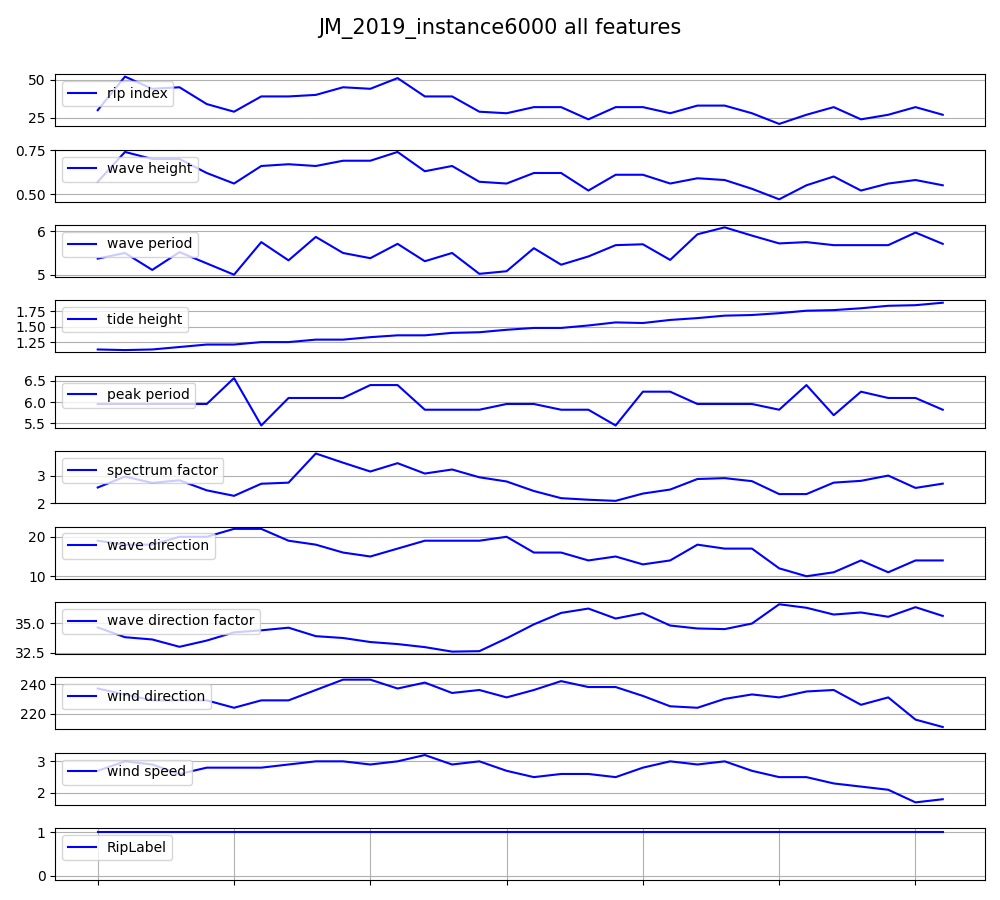 JM_2019_instance6000 all features
50
25
rip index
0.75
0.50
wave height
6
5
wave period
1.75
1.50
1.25
tide height
6.5
6.0
5.5
peak period
3
2
spectrum factor
20
10
wave direction
35.0
32.5
wave direction factor
240
220
wind direction
3
2
wind speed
1
0
RipLabel